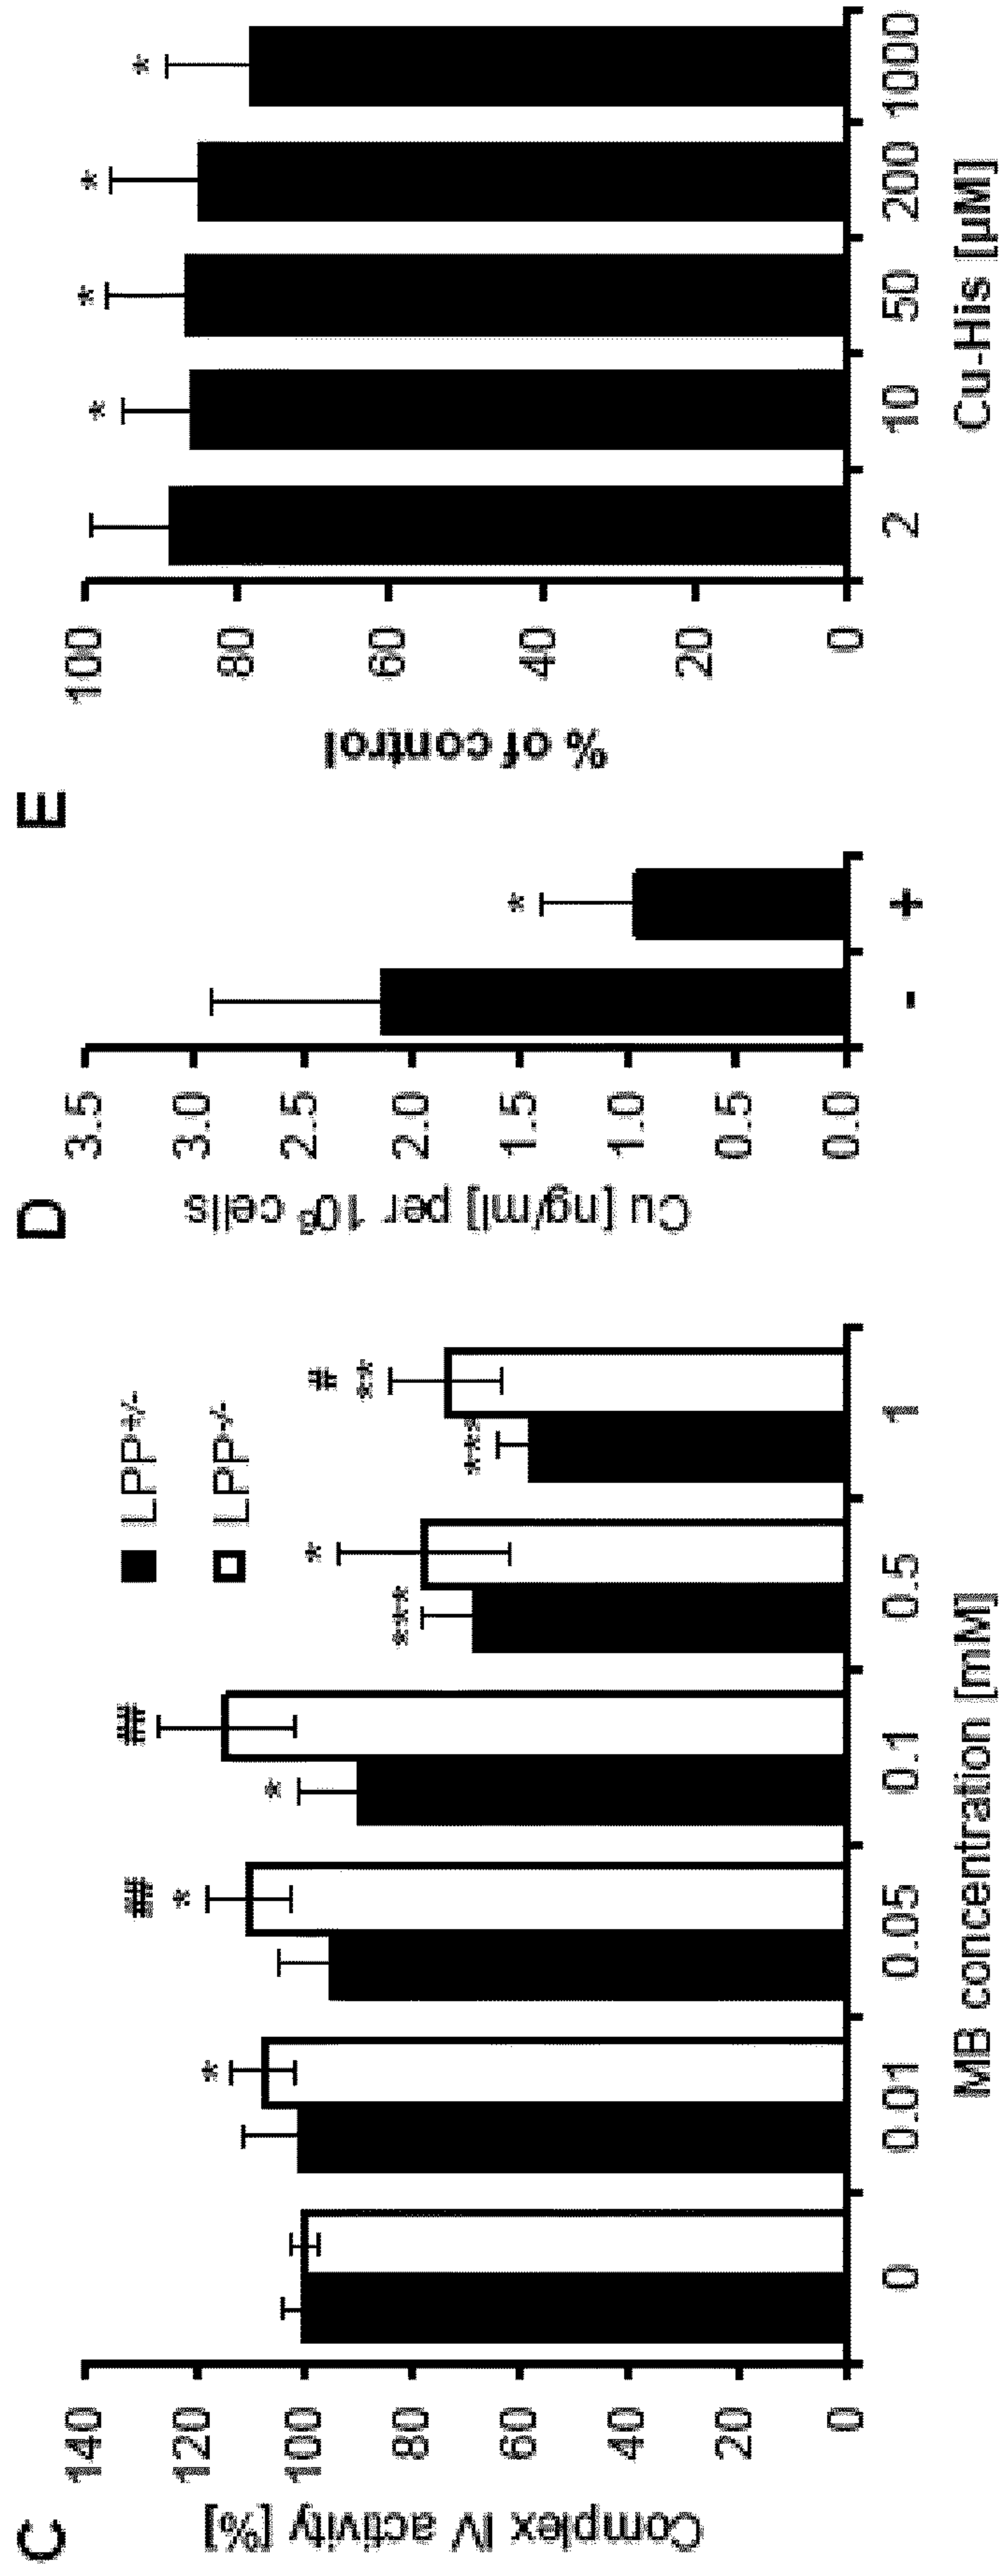 C
Complex IV activity [%]
140
120
100
80
60
40
20
0
LPP+/-
LPP-/-
*
## *
* ##
*** *
*** ** #
0 0.01 0.05 0.1 0.5 1
MB concentration [mM]
D
Cu [ng/ml] per cells
3.5
3.0
2.5
2.0
1.5
1.0
0.5
0.0
*
- +
E
% of control
100
80
60
40
20
0
* * * *
2 10 50 200 1000
Cu-His [µM]